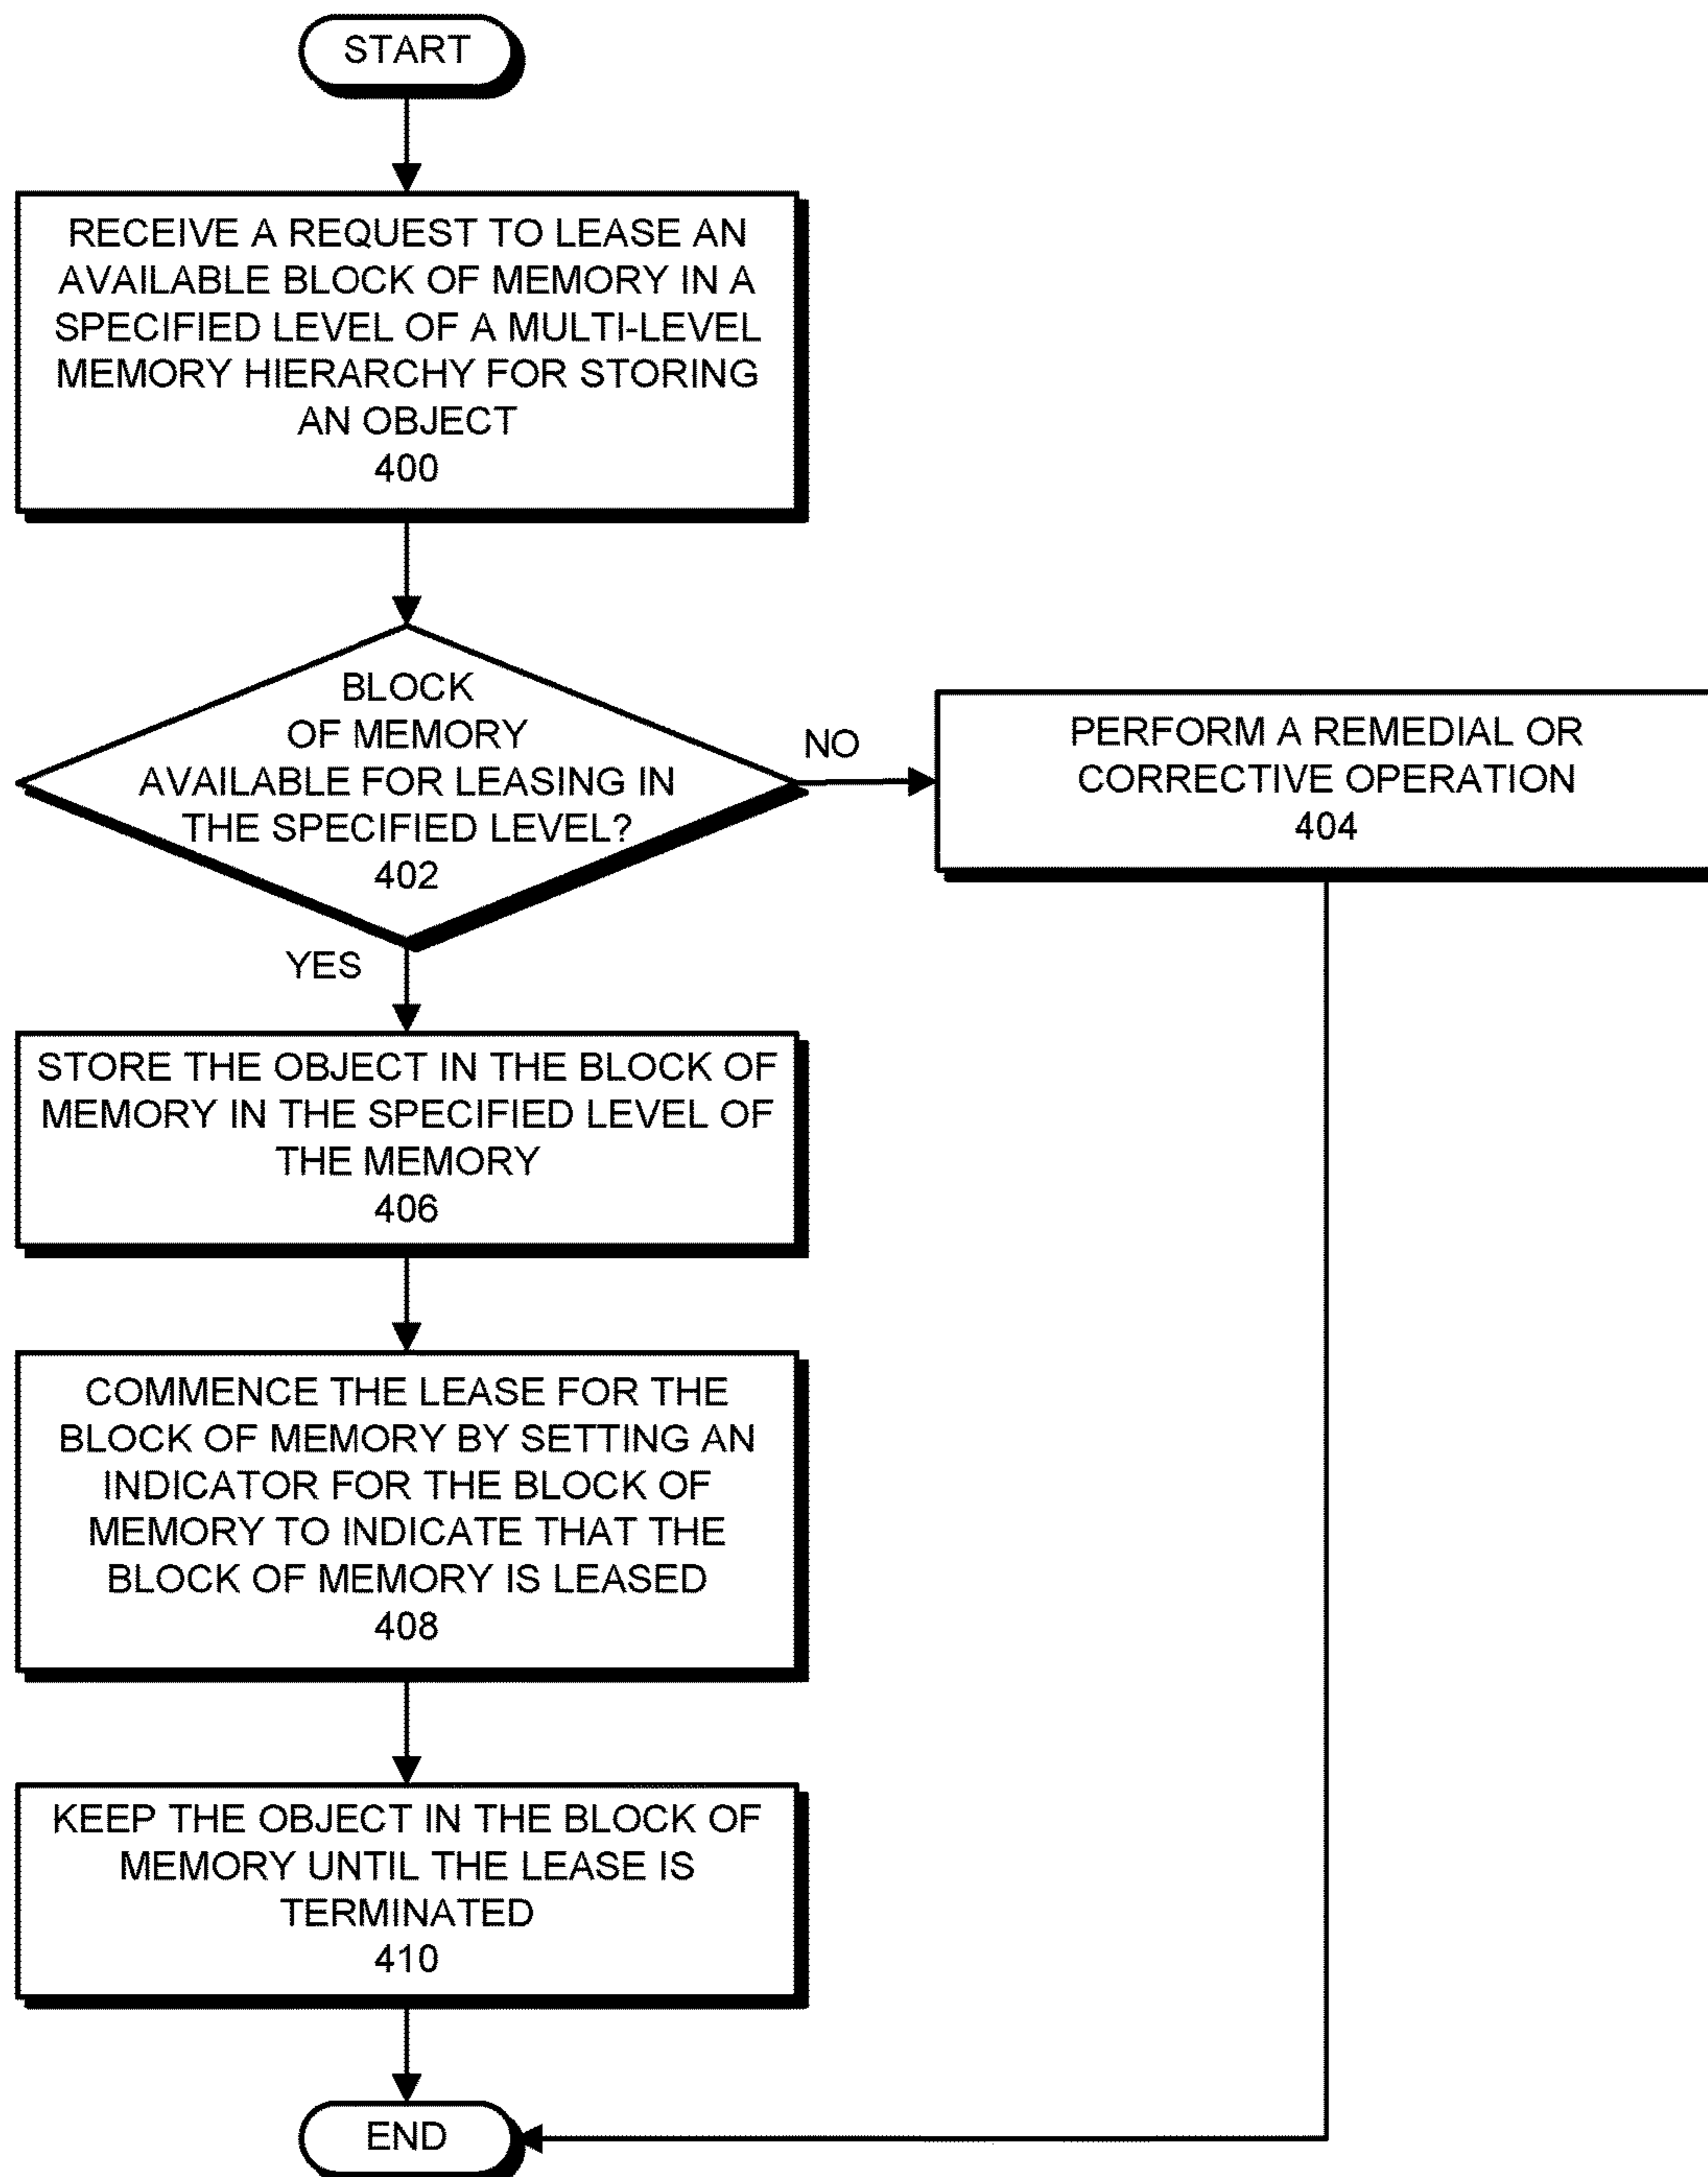 START
RECEIVE A REQUEST TO LEASE AN
AVAILABLE BLOCK OF MEMORY IN A
SPECIFIED LEVEL OF A MULTI-LEVEL
MEMORY HIERARCHY FOR STORING
AN OBJECT
400
BLOCK
OF MEMORY
AVAILABLE FOR LEASING IN
THE SPECIFIED LEVEL?
402
NO
PERFORM A REMEDIAL OR
CORRECTIVE OPERATION
404
YES
STORE THE OBJECT IN THE BLOCK OF
MEMORY IN THE SPECIFIED LEVEL OF
THE MEMORY
406
COMMENCE THE LEASE FOR THE
BLOCK OF MEMORY BY SETTING AN
INDICATOR FOR THE BLOCK OF
MEMORY TO INDICATE THAT THE
BLOCK OF MEMORY IS LEASED
408
KEEP THE OBJECT IN THE BLOCK OF
MEMORY UNTIL THE LEASE IS
TERMINATED
410
END